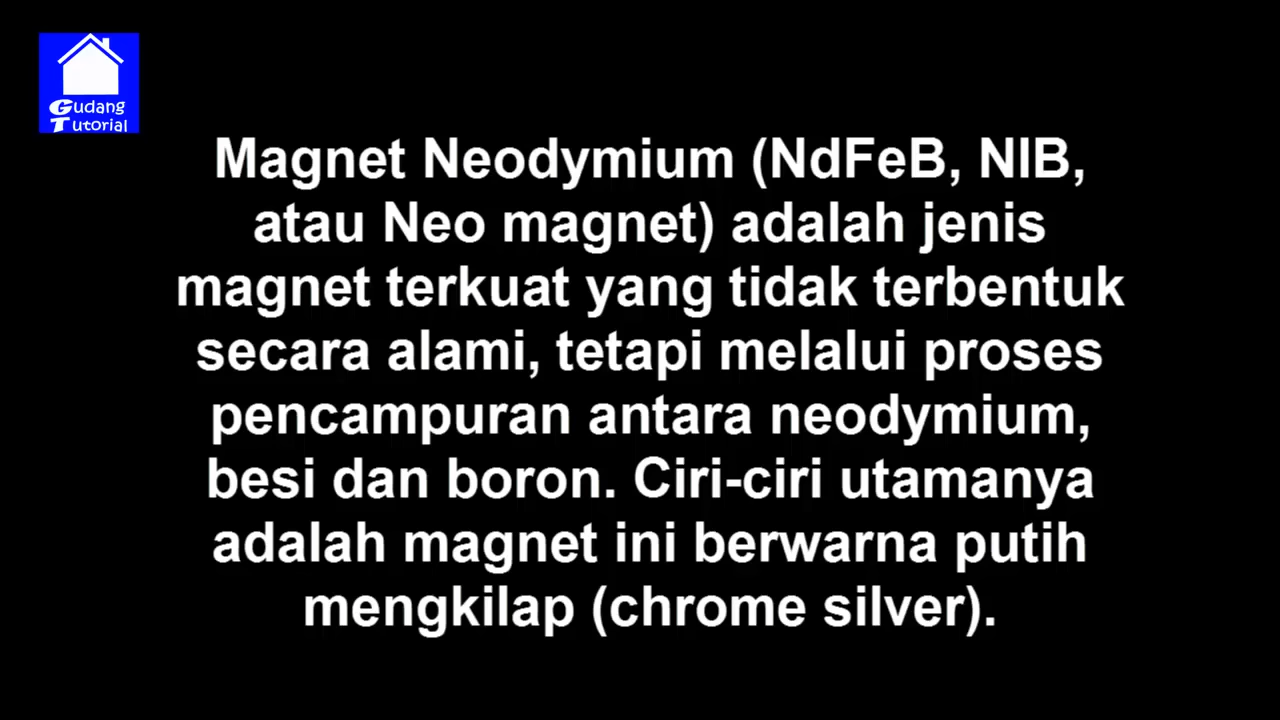 Gudang
Tutorial
Magnet Neodymium (NdFeB, NIB,
atau Neo magnet) adalah jenis
magnet terkuat yang tidak terbentuk
secara alami, tetapi melalui proses
pencampuran antara neodymium,
besi dan boron. Ciri-ciri utamanya
adalah magnet ini berwarna putih
mengkilap (chrome silver).